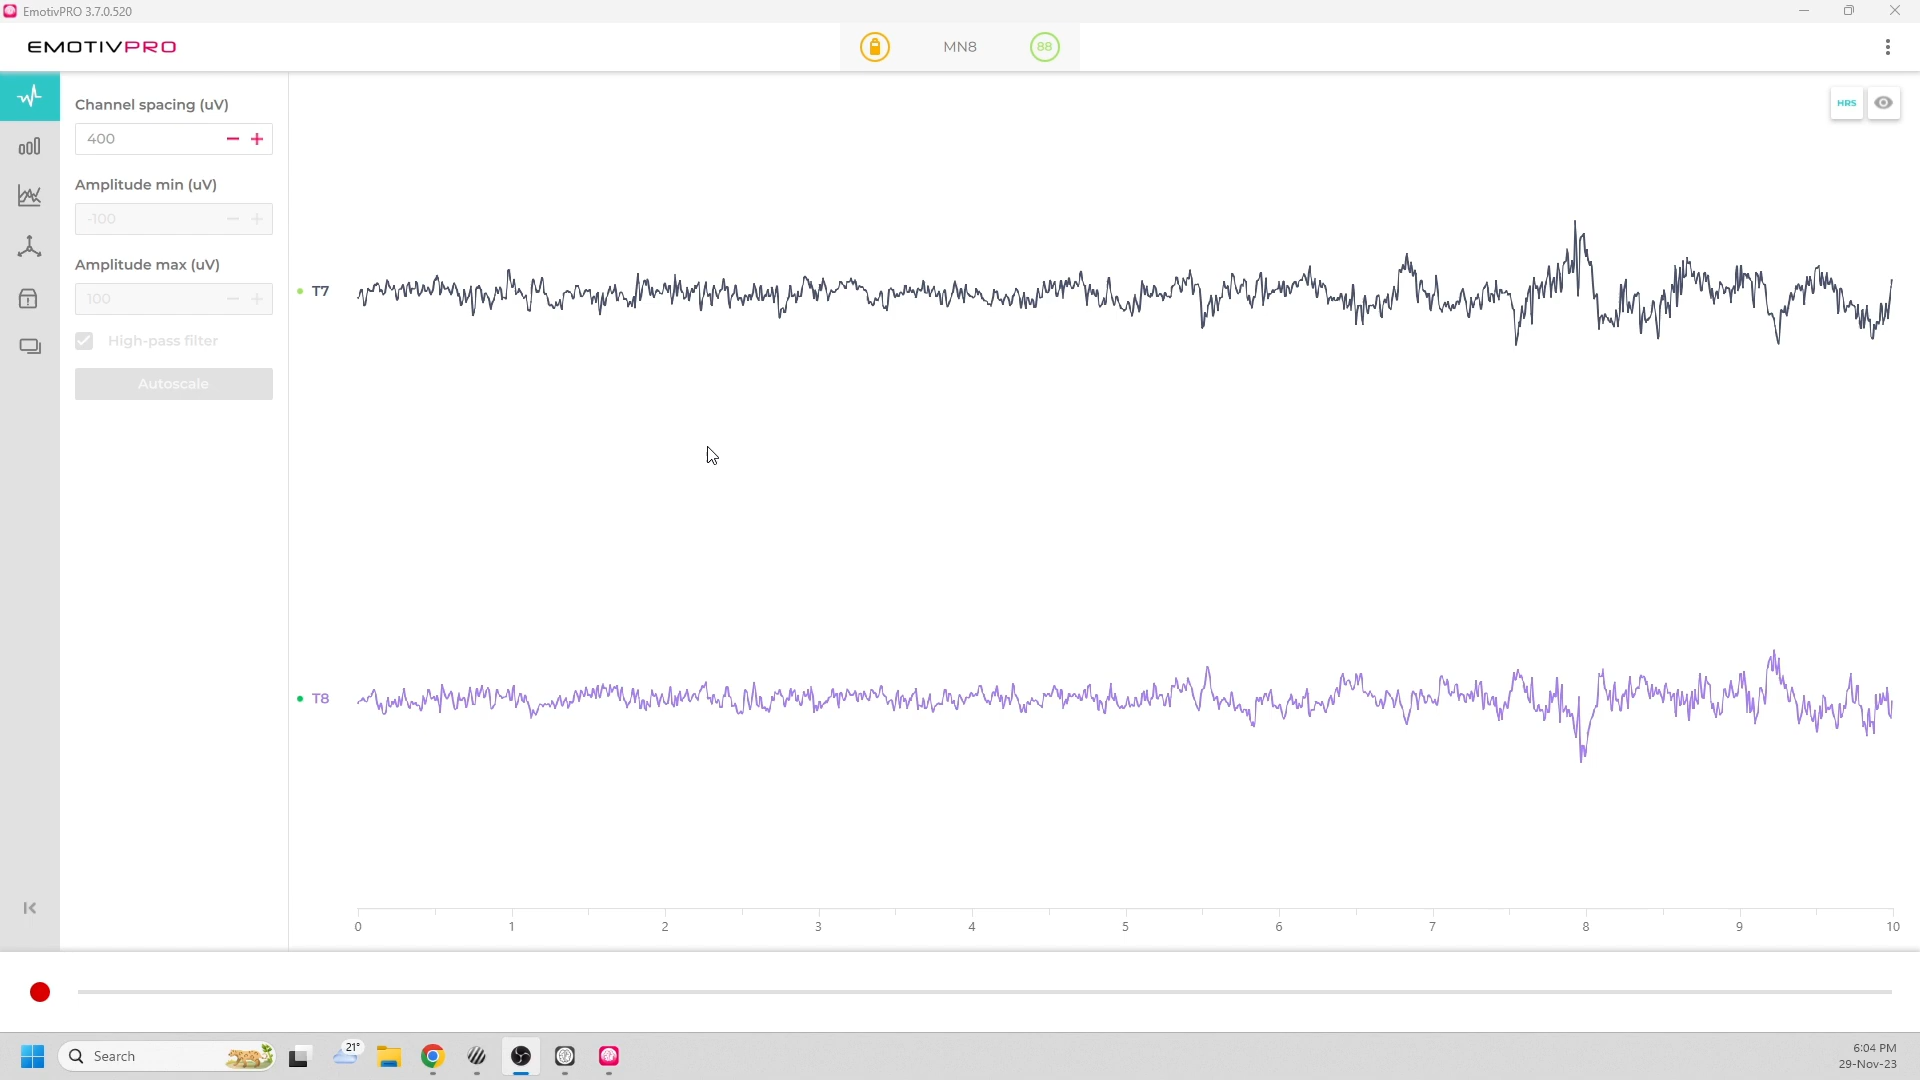 EmotivPRO 3.7.0.520
EMOTIVPRO
MN8
88
HRS
Channel spacing (uV)
400
Amplitude min (uV)
-100
Amplitude max (uV)
100
High-pass filter
Autoscale
T7
T8
0 1 2 3 4 5 6 7 8 9 10
21°
Search
6:04 PM
29-Nov-23